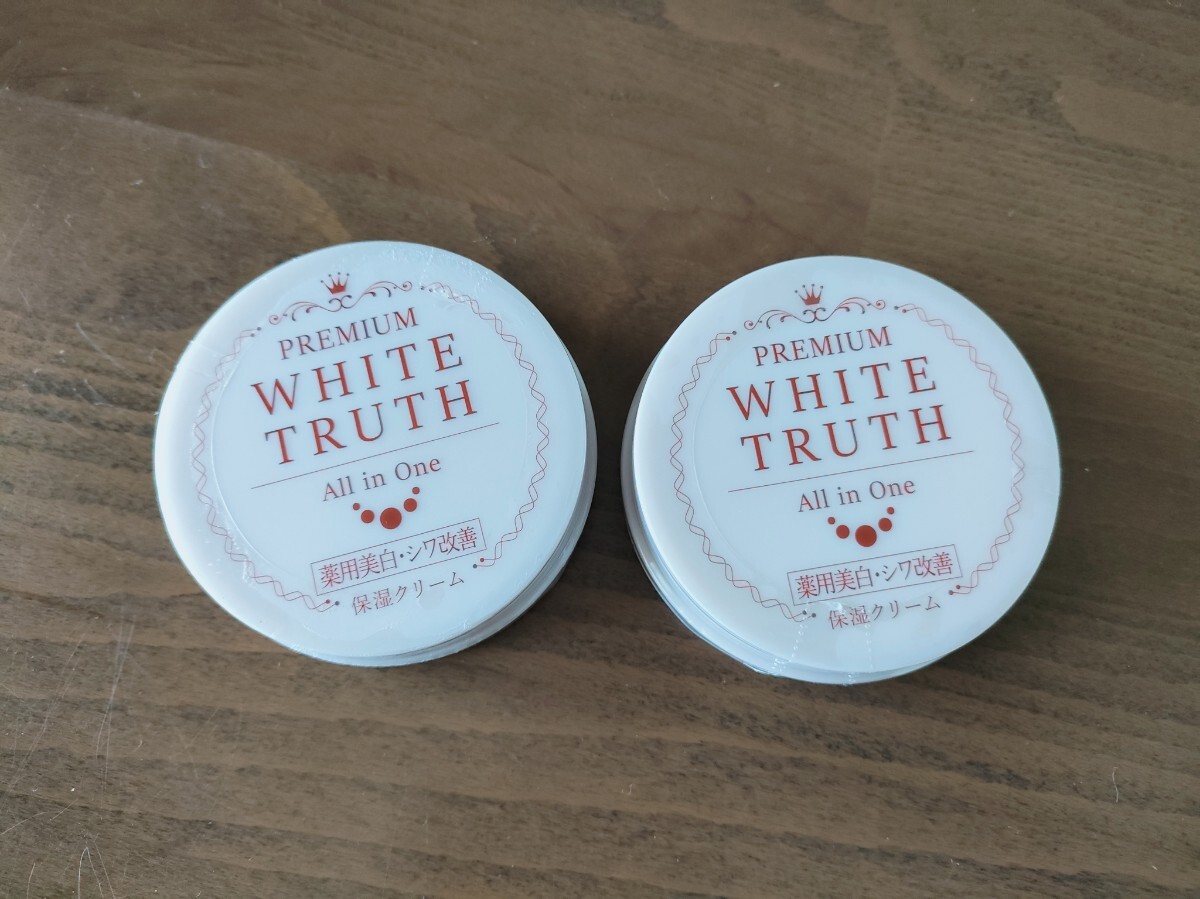 PREMIUM
WHITE
TRUTH
All in One
薬用美白・シワ改善
保湿クリーム
PREMIUM
WHITE
TRUTH
All in One
薬用美白・シワ改善
保湿クリーム